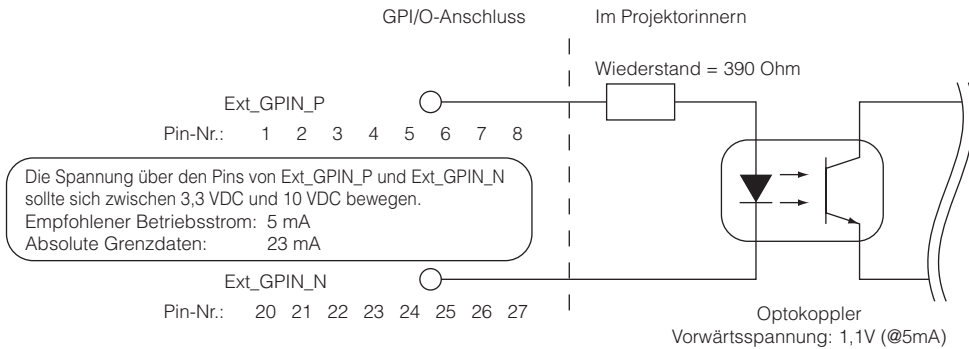 GPI/O-Anschluss
Im Projektorinnern
Wiederstand = 390 Ohm
Ext_GPIN_P
Pin-Nr.: 1 2 3 4 5 6 7 8
Die Spannung über den Pins von Ext_GPIN_P und Ext_GPIN_N
sollte sich zwischen 3,3 VDC und 10 VDC bewegen.
Empfohlener Betriebsstrom: 5 mA
Absolute Grenzdaten: 23 mA
Ext_GPIN_N
Pin-Nr.: 20 21 22 23 24 25 26 27
Optokoppler
Vorwärtsspannung: 1,1V (@5mA)